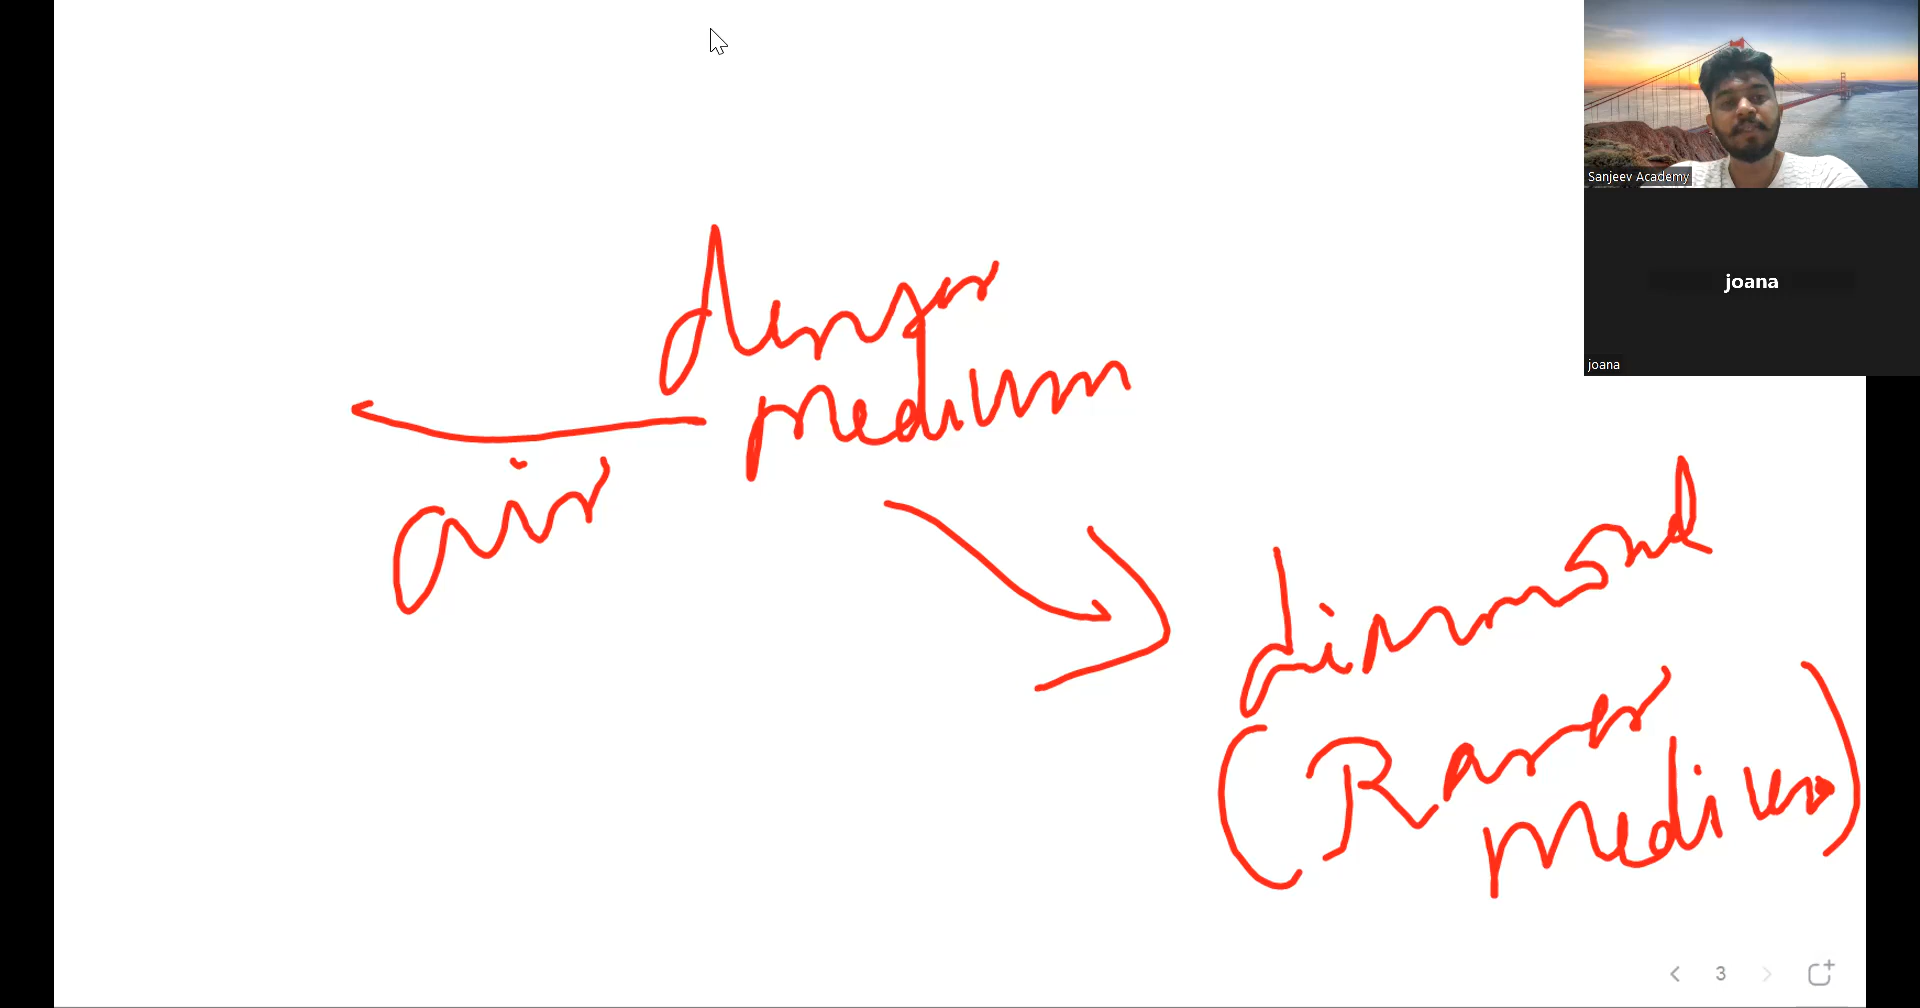 Sanjeev Academy
joana
joana
denser
medium
air
diamond
(Rarer
medium)
3